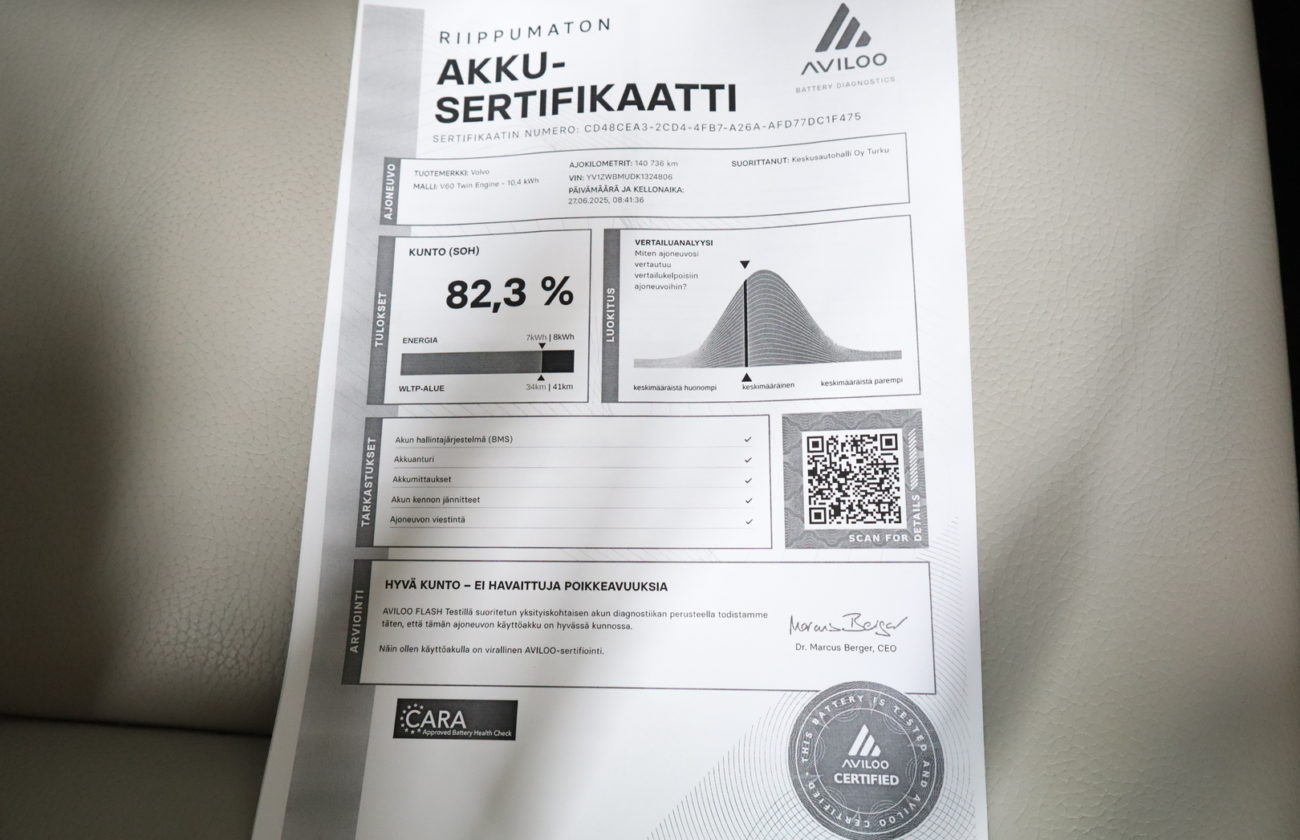 RIIPPUMATON
AKKU-
SERTIFIKAATTI
SERTIFIKAATIN NUMERO: CD48CEA3-2CD4-4FB7-A26A-AFD77DC1F475
AVILOO
BATTERY DIAGNOSTICS
AJONEUVO
TUOTEMERKKI: Volvo
MALLI: V60 Twin Engine - 10,4 kWh
AJOKILOMETRIT: 140 736 km
VIN: YV1ZWBMUDK1324806
PÄIVÄMÄÄRÄ JA KELLONAIKA:
27.06.2025, 08:41:36
SUORITTANUT: Keskusautohalli Oy Turku
TULOKSET
KUNTO (SOH)
82,3 %
ENERGIA
7kWh | 8kWh
WLTP-ALUE
34km | 41km
LUOKITUS
VERTAILUANALYYSI
Miten ajoneuvosi
vertautuu
vertailukelpoisiin
ajoneuvoihin?
keskimääräistä huonompi
keskimääräinen
keskimääräistä parempi
TARKASTUKSET
Akun hallintajärjestelmä (BMS)
Akkuanturi
Akkumittaukset
Akun kennon jännitteet
Ajoneuvon viestintä
SCAN FOR DETAILS
ARVIOINTI
HYVÄ KUNTO – EI HAVAITTUJA POIKKEAVUUKSIA
AVILOO FLASH Testillä suoritetun yksityiskohtaisen akun diagnostiikan perusteella todistamme
täten, että tämän ajoneuvon käyttöakku on hyvässä kunnossa.
Näin ollen käyttöakulla on virallinen AVILOO-sertifiointi.
Marcus Berger
Dr. Marcus Berger, CEO
CARA
Approved Battery Health Check
THIS BATTERY IS TESTED AND AVILOO CERTIFIED
AVILOO
CERTIFIED